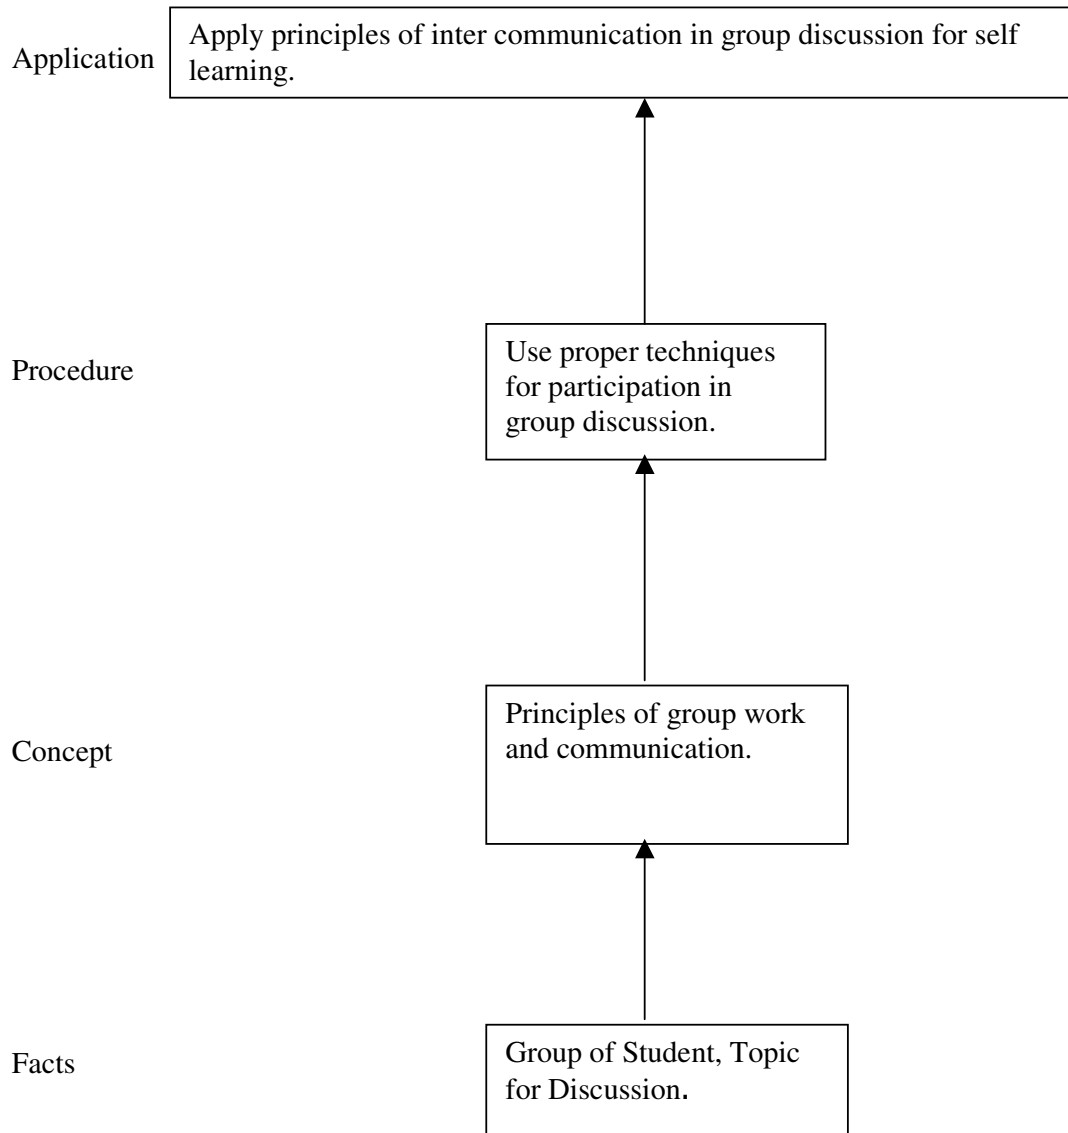 Application
Apply principles of inter communication in group discussion for self
learning.
Procedure
Use proper techniques
for participation in
group discussion.
Concept
Principles of group work
and communication.
Facts
Group of Student, Topic
for Discussion.